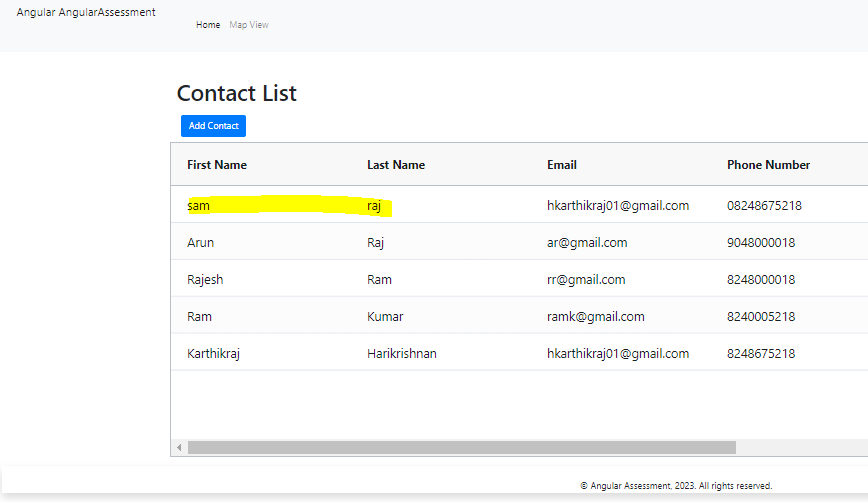 Angular AngularAssessment
Home Map View
Contact List
Add Contact
First Name Last Name Email Phone Number
sam raj hkarthikraj01@gmail.com 08248675218
Arun Raj ar@gmail.com 9048000018
Rajesh Ram rr@gmail.com 8248000018
Ram Kumar ramk@gmail.com 8240005218
Karthikraj Harikrishnan hkarthikraj01@gmail.com 8248675218
© Angular Assessment, 2023. All rights reserved.